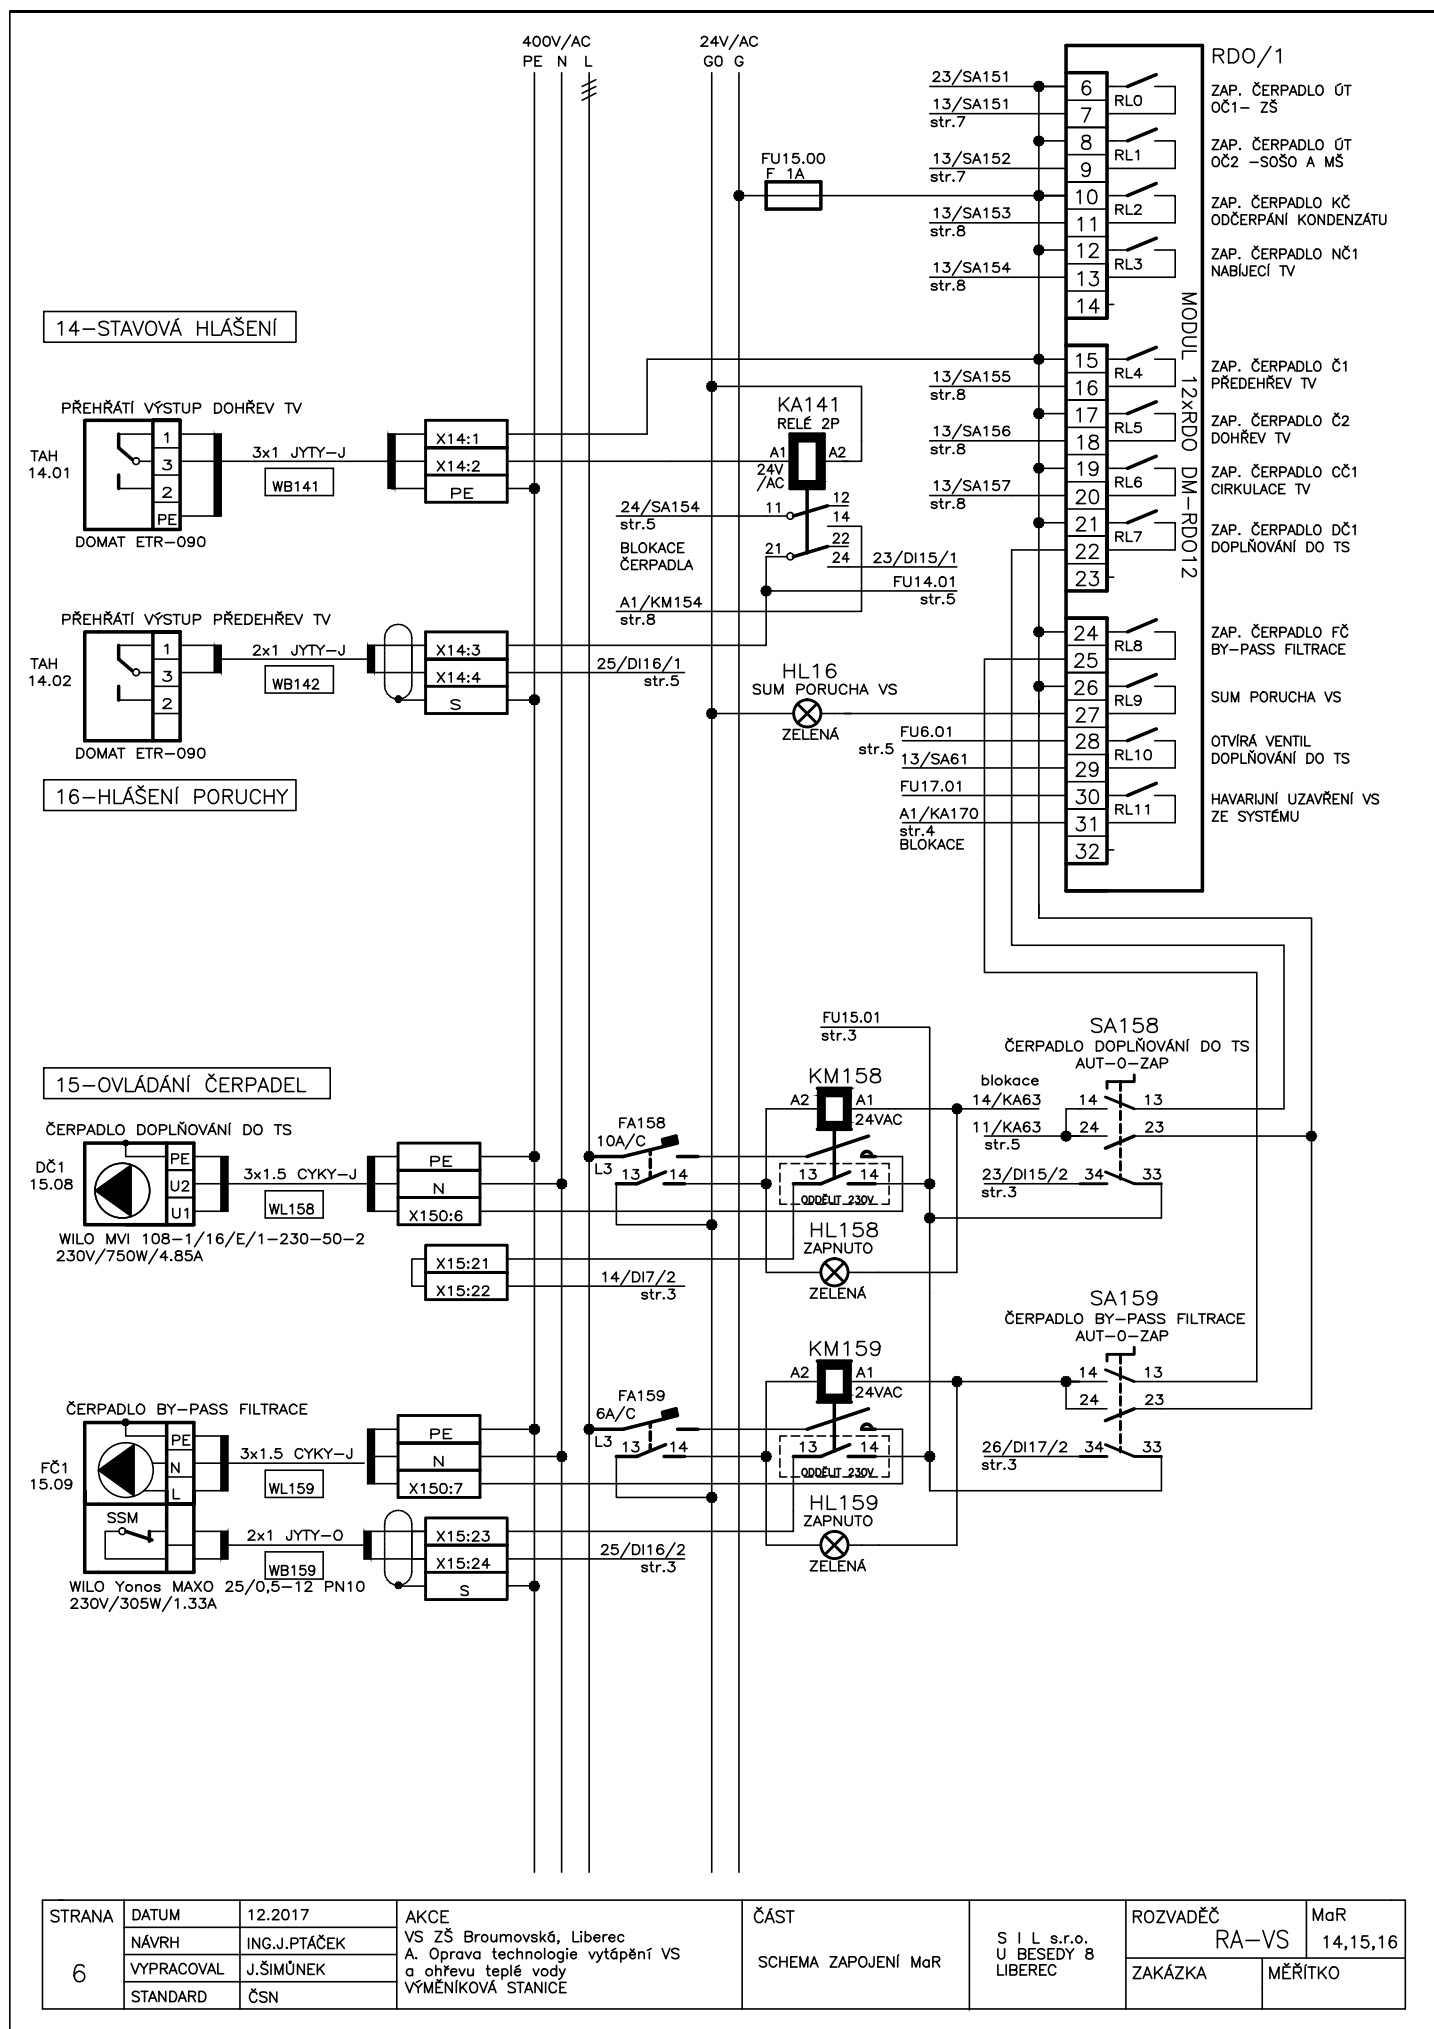 400V/AC
PE N L
24V/AC
G0 G
RDO/1
23/SA151
13/SA151
str.7
13/SA152
str.7
13/SA153
str.8
13/SA154
str.8
13/SA155
str.8
13/SA156
str.8
13/SA157
str.8
FU15.00
F 1A
6
7
8
9
10
11
12
13
14
15
16
17
18
19
20
21
22
23
24
25
26
27
28
29
30
31
32
RL0
RL1
RL2
RL3
RL4
RL5
RL6
RL7
RL8
RL9
RL10
RL11
MODUL 12xRDO DM-RDO12
ZAP. ČERPADLO ÚT
OČ1- ZŠ
ZAP. ČERPADLO ÚT
OČ2 -SOŠO A MŠ
ZAP. ČERPADLO KČ
ODČERPÁNÍ KONDENZÁTU
ZAP. ČERPADLO NČ1
NABÍJECÍ TV
ZAP. ČERPADLO Č1
PŘEDEHŘEV TV
ZAP. ČERPADLO Č2
DOHŘEV TV
ZAP. ČERPADLO CČ1
CIRKULACE TV
ZAP. ČERPADLO DČ1
DOPLŇOVÁNÍ DO TS
ZAP. ČERPADLO FČ
BY-PASS FILTRACE
SUM PORUCHA VS
OTVÍRÁ VENTIL
DOPLŇOVÁNÍ DO TS
HAVARIJNÍ UZAVŘENÍ VS
ZE SYSTÉMU
14-STAVOVÁ HLÁŠENÍ
PŘEHŘÁTÍ VÝSTUP DOHŘEV TV
TAH
14.01
1
3
2
PE
3x1 JYTY-J
WB141
X14:1
X14:2
PE
DOMAT ETR-090
KA141
RELÉ 2P
A1
A2
24V
/AC
24/SA154
str.5
BLOKACE
ČERPADLA
11
12
14
21
22
24
23/DI15/1
FU14.01
str.5
A1/KM154
str.8
PŘEHŘÁTÍ VÝSTUP PŘEDEHŘEV TV
TAH
14.02
1
3
2
2x1 JYTY-J
WB142
X14:3
X14:4
S
25/DI16/1
str.5
DOMAT ETR-090
HL16
SUM PORUCHA VS
ZELENÁ
FU6.01
str.5
13/SA61
FU17.01
A1/KA170
str.4
BLOKACE
16-HLÁŠENÍ PORUCHY
FU15.01
str.3
SA158
ČERPADLO DOPLŇOVÁNÍ DO TS
AUT-0-ZAP
15-OVLÁDÁNÍ ČERPADEL
KM158
A2
A1
24VAC
blokace
14/KA63
11/KA63
str.5
23/DI15/2
str.3
14
13
24
23
34
33
ČERPADLO DOPLŇOVÁNÍ DO TS
DČ1
15.08
PE
U2
U1
3x1.5 CYKY-J
WL158
PE
N
X150:6
FA158
10A/C
L3
13
14
13
14
ODDĚLIT 230V
HL158
ZAPNUTO
ZELENÁ
WILO MVI 108-1/16/E/1-230-50-2
230V/750W/4.85A
X15:21
X15:22
14/DI7/2
str.3
SA159
ČERPADLO BY-PASS FILTRACE
AUT-0-ZAP
KM159
A2
A1
24VAC
14
13
24
23
26/DI17/2
str.3
34
33
ČERPADLO BY-PASS FILTRACE
FČ1
15.09
PE
N
L
3x1.5 CYKY-J
WL159
PE
N
X150:7
FA159
6A/C
L3
13
14
13
14
ODDĚLIT 230V
HL159
ZAPNUTO
ZELENÁ
SSM
2x1 JYTY-O
WB159
X15:23
X15:24
S
25/DI16/2
str.3
WILO Yonos MAXO 25/0,5-12 PN10
230V/305W/1.33A
STRANA
6
DATUM 12.2017
NÁVRH ING.J.PTÁČEK
VYPRACOVAL J.ŠIMŮNEK
STANDARD ČSN
AKCE
VS ZŠ Broumovská, Liberec
A. Oprava technologie vytápění VS
a ohřevu teplé vody
VÝMĚNÍKOVÁ STANICE
ČÁST
SCHEMA ZAPOJENÍ MaR
S I L s.r.o.
U BESEDY 8
LIBEREC
ROZVADĚČ
RA-VS
MaR
14,15,16
ZAKÁZKA
MĚŘÍTKO